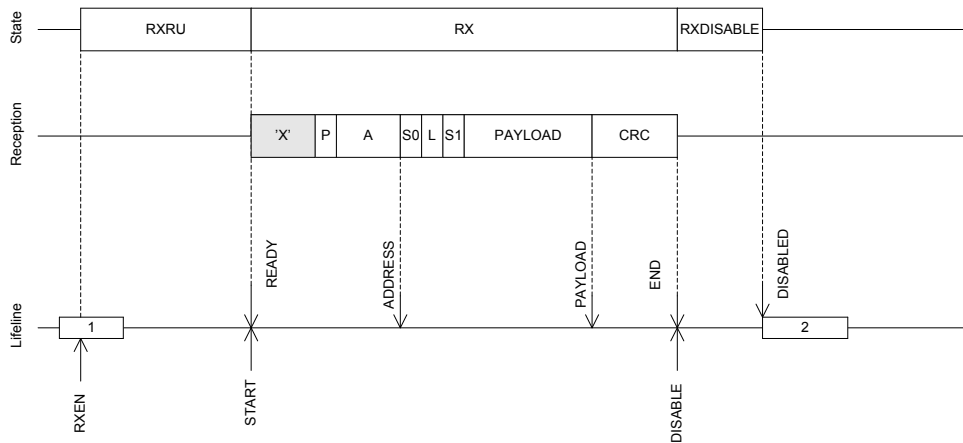 State
RXRU
RX
RXDISABLE
Reception
'X'
P
A
S0
L
S1
PAYLOAD
CRC
READY
ADDRESS
PAYLOAD
END
DISABLED
Lifeline
1
2
RXEN
START
DISABLE